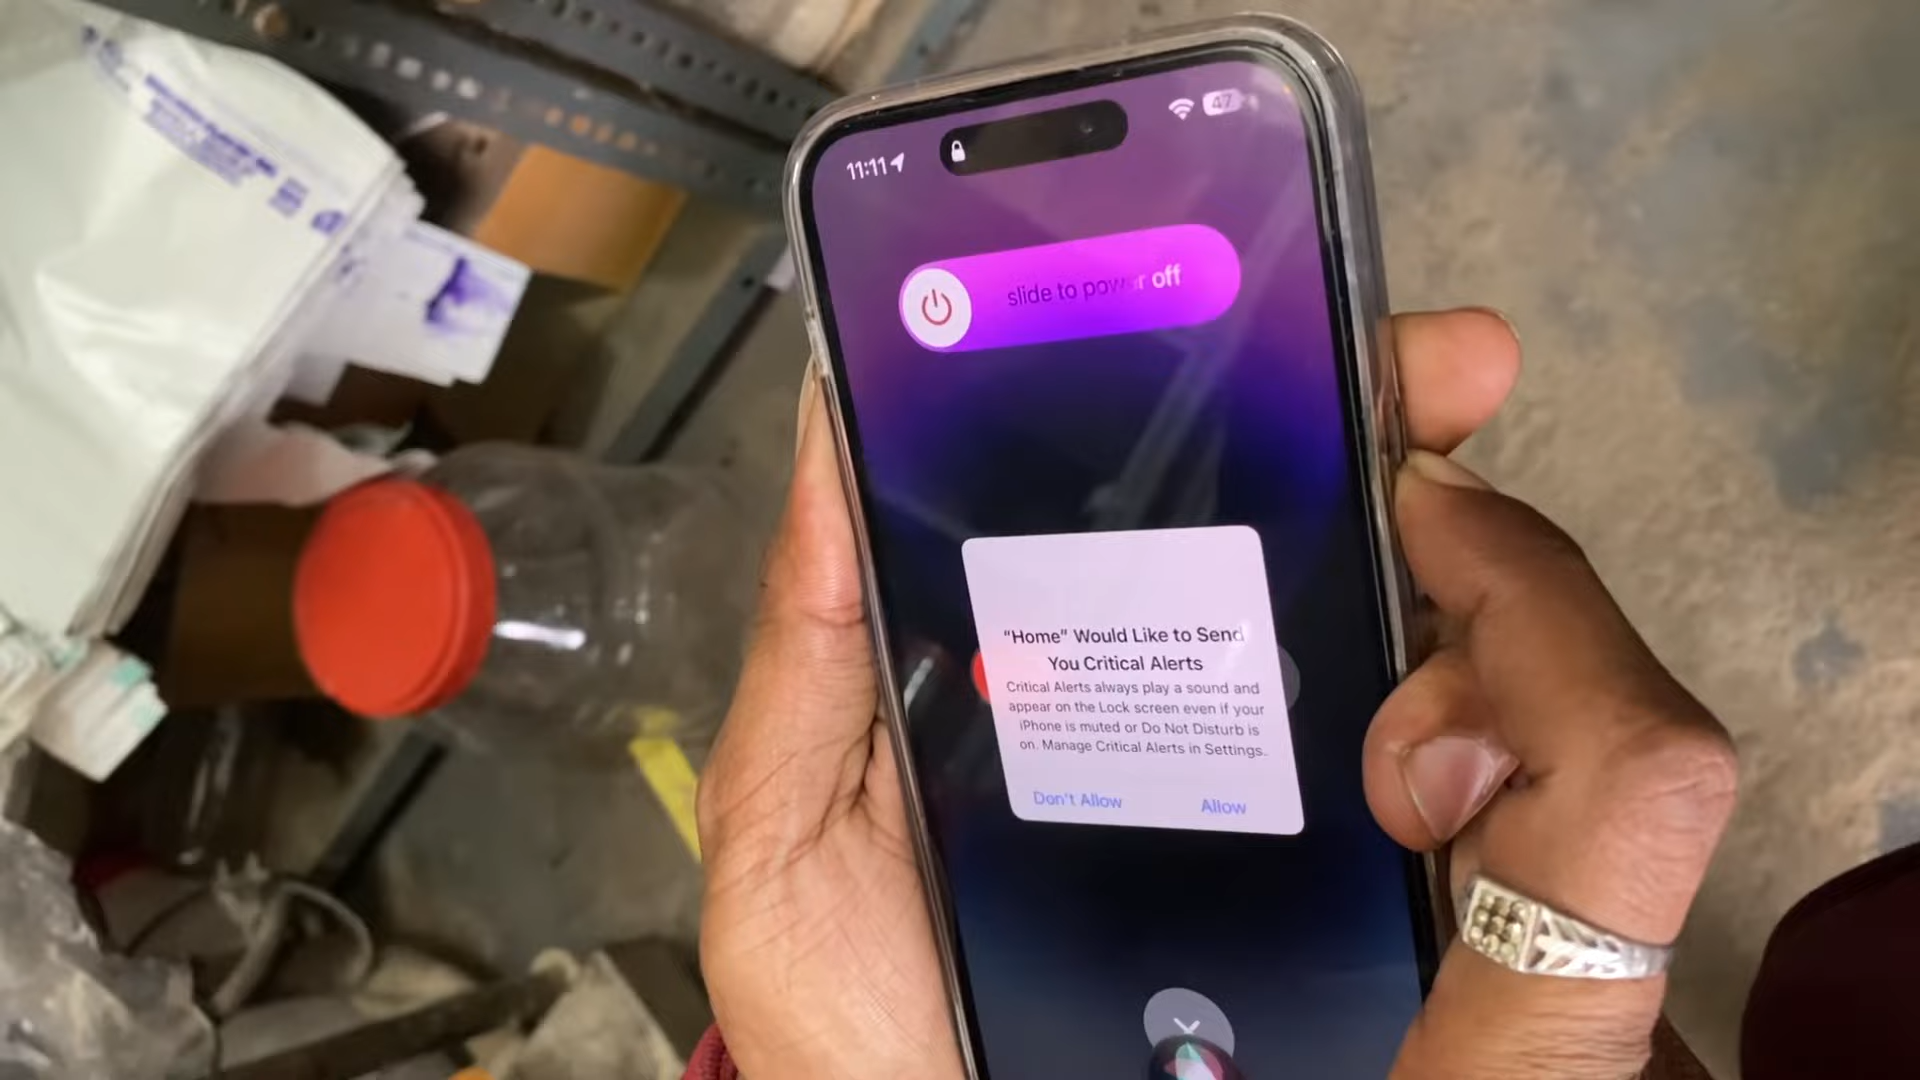 11:11
47
slide to power off
“Home” Would Like to Send
You Critical Alerts
Critical Alerts always play a sound and
appear on the Lock screen even if your
iPhone is muted or Do Not Disturb is
on. Manage Critical Alerts in Settings.
Don't Allow
Allow